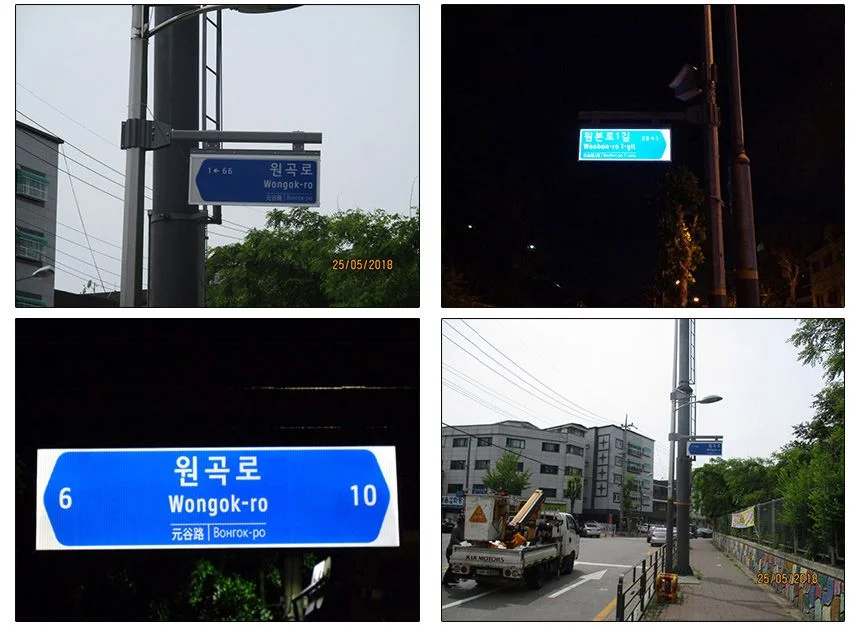 1←66
원곡로
Wongok-ro
元谷路 | Вонгок-ро
25/05/2018
원본로1길
Wonbon-ro 1-gil
원곡로
6
10
Wongok-ro
元谷路 | Вонгок-ро
KIA MOTORS
25/05/2018